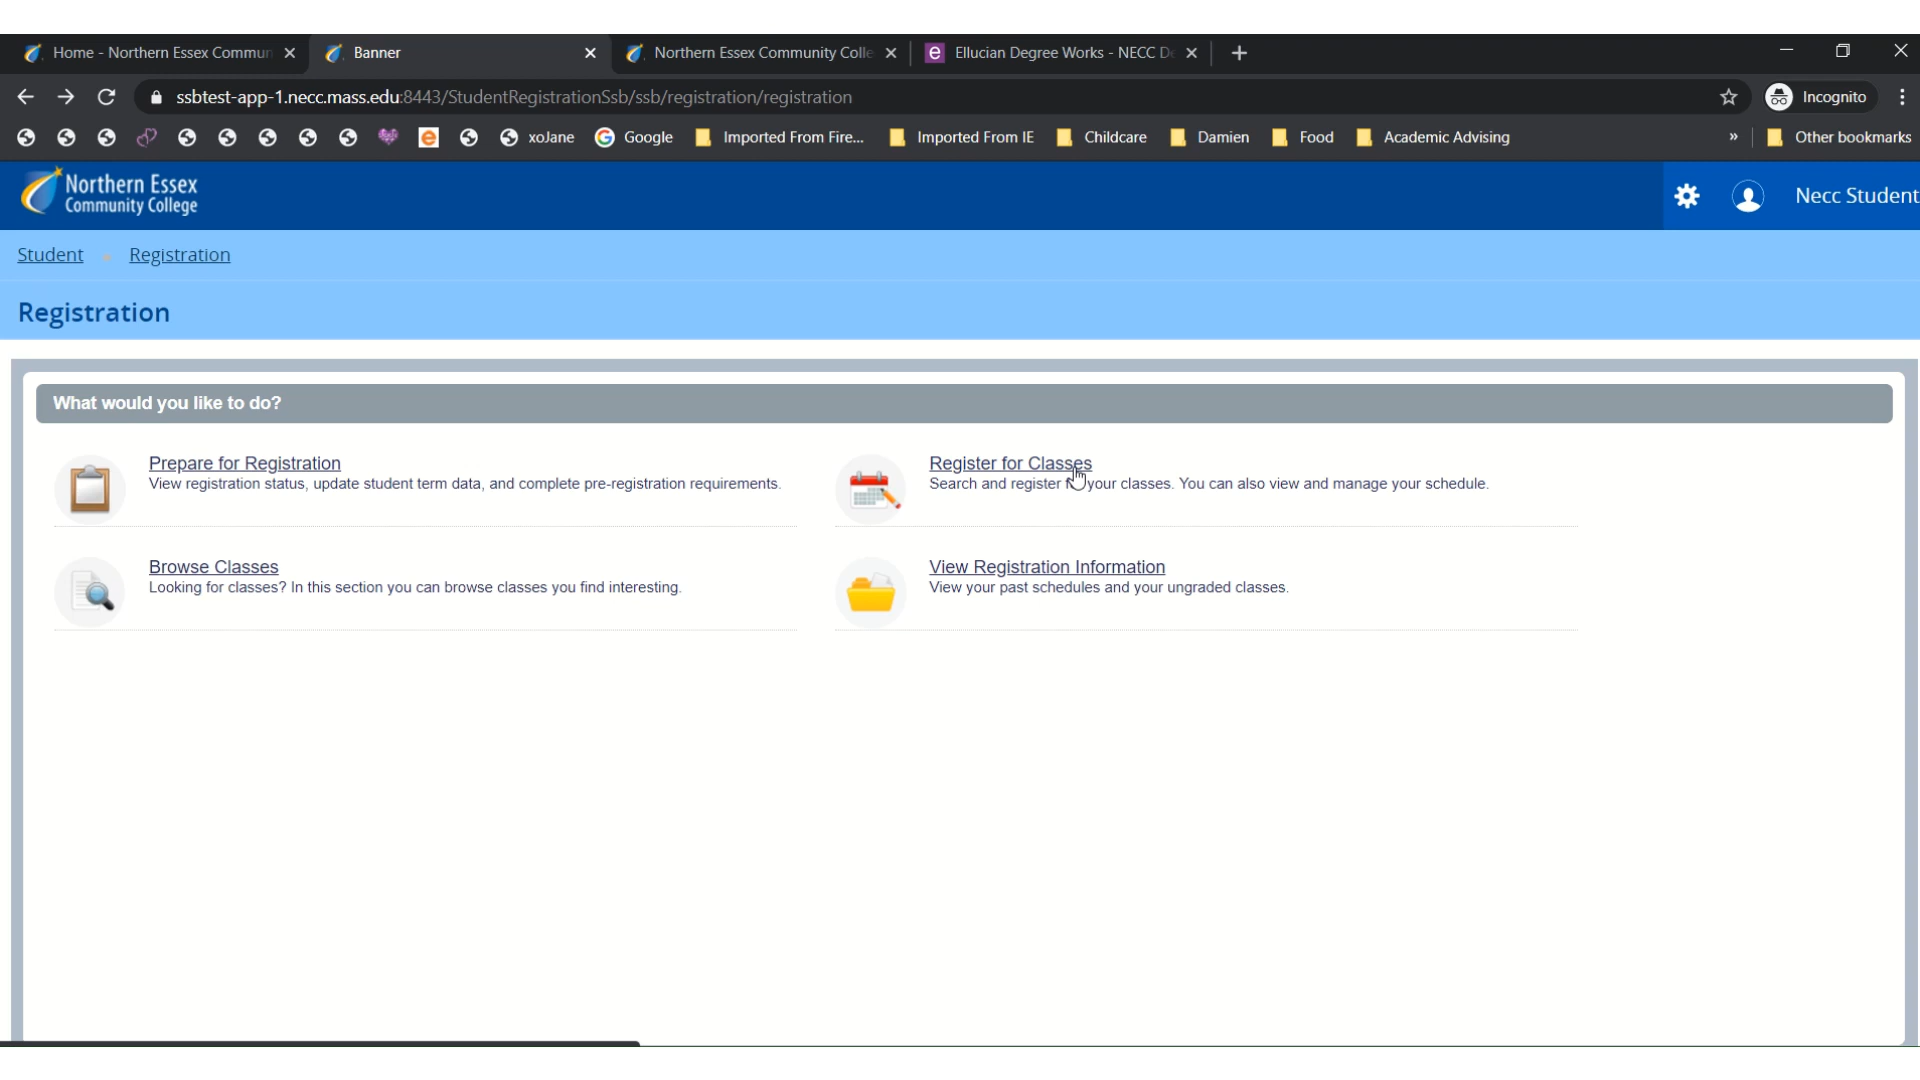 Home - Northern Essex Commun
Banner
Northern Essex Community Colle
Ellucian Degree Works - NECC De
ssbtest-app-1.necc.mass.edu:8443/StudentRegistrationSsb/ssb/registration/registration
Incognito
xoJane
Google
Imported From Fire...
Imported From IE
Childcare
Damien
Food
Academic Advising
»
Other bookmarks
Northern Essex
Community College
Necc Student
Student
Registration
Registration
What would you like to do?
Prepare for Registration
View registration status, update student term data, and complete pre-registration requirements.
Register for Classes
Search and register for your classes. You can also view and manage your schedule.
Browse Classes
Looking for classes? In this section you can browse classes you find interesting.
View Registration Information
View your past schedules and your ungraded classes.